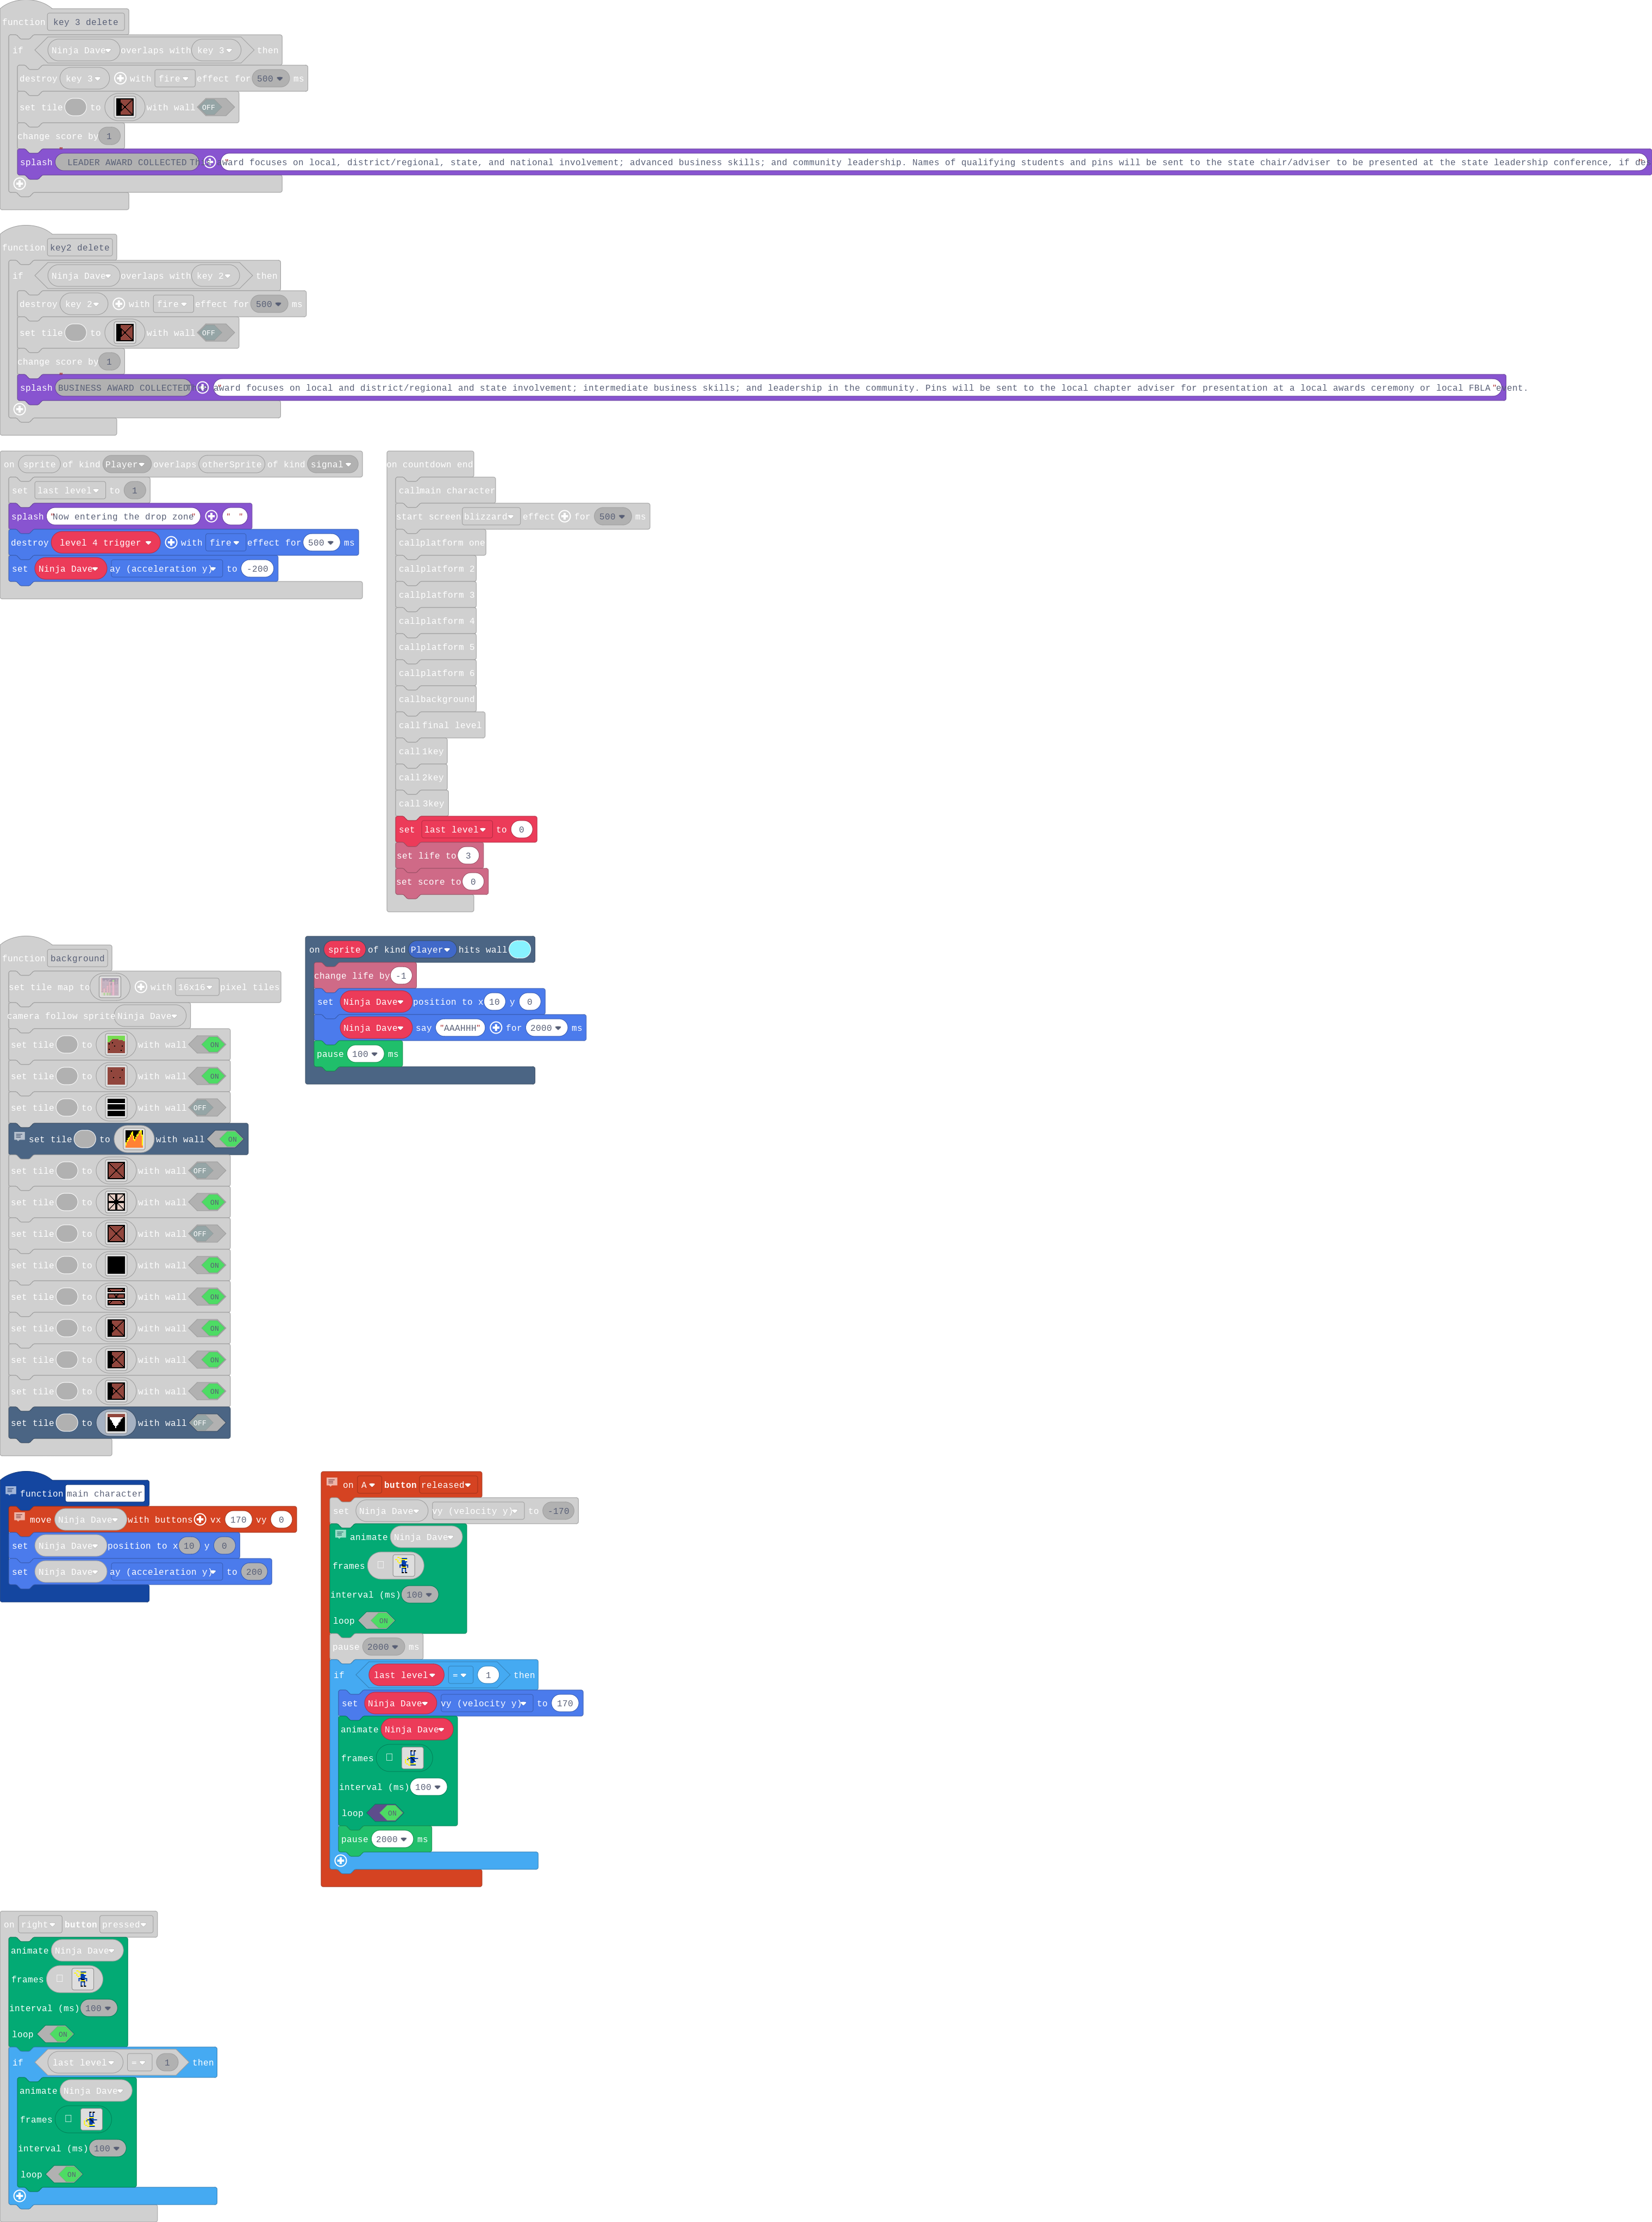 function key 3 delete
if Ninja Dave overlaps with key 3 then
destroy key 3 with fire effect for 500 ms
set tile to with wall OFF
change score by 1
splash LEADER AWARD COLLECTED ward focuses on local, district/regional, state, and national involvement; advanced business skills; and community leadership. Names of qualifying students and pins will be sent to the state chair/adviser to be presented at the state leadership conference, if de
function key2 delete
if Ninja Dave overlaps with key 2 then
destroy key 2 with fire effect for 500 ms
set tile to with wall OFF
change score by 1
splash BUSINESS AWARD COLLECTED award focuses on local and district/regional and state involvement; intermediate business skills; and leadership in the community. Pins will be sent to the local chapter adviser for presentation at a local awards ceremony or local FBLA "event.
on sprite of kind Player overlaps otherSprite of kind signal
set last level to 1
splash "Now entering the drop zone" " "
destroy level 4 trigger with fire effect for 500 ms
set Ninja Dave ay (acceleration y) to -200
on countdown end
call main character
start screen blizzard effect for 500 ms
call platform one
call platform 2
call platform 3
call platform 4
call platform 5
call platform 6
call background
call final level
call 1key
call 2key
call 3key
set last level to 0
set life to 3
set score to 0
function background
set tile map to with 16x16 pixel tiles
camera follow sprite Ninja Dave
set tile to with wall ON
set tile to with wall ON
set tile to with wall OFF
set tile to with wall ON
set tile to with wall OFF
set tile to with wall ON
set tile to with wall OFF
set tile to with wall ON
set tile to with wall ON
set tile to with wall ON
set tile to with wall ON
set tile to with wall ON
set tile to with wall OFF
on sprite of kind Player hits wall
change life by -1
set Ninja Dave position to x 10 y 0
Ninja Dave say "AAAHHH" for 2000 ms
pause 100 ms
function main character
move Ninja Dave with buttons vx 170 vy 0
set Ninja Dave position to x 10 y 0
set Ninja Dave ay (acceleration y) to 200
on A button released
set Ninja Dave vy (velocity y) to -170
animate Ninja Dave
frames
interval (ms) 100
loop ON
pause 2000 ms
if last level = 1 then
set Ninja Dave vy (velocity y) to 170
animate Ninja Dave
frames
interval (ms) 100
loop ON
pause 2000 ms
on right button pressed
animate Ninja Dave
frames
interval (ms) 100
loop ON
if last level = 1 then
animate Ninja Dave
frames
interval (ms) 100
loop ON